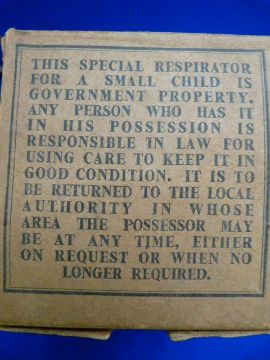 THIS SPECIAL RESPIRATOR
FOR A SMALL CHILD IS
GOVERNMENT PROPERTY.
ANY PERSON WHO HAS IT
IN HIS POSSESSION IS
RESPONSIBLE IN LAW FOR
USING CARE TO KEEP IT IN
GOOD CONDITION. IT IS TO
BE RETURNED TO THE LOCAL
AUTHORITY IN WHOSE
AREA THE POSSESSOR MAY
BE AT ANY TIME, EITHER
ON REQUEST OR WHEN NO
LONGER REQUIRED.